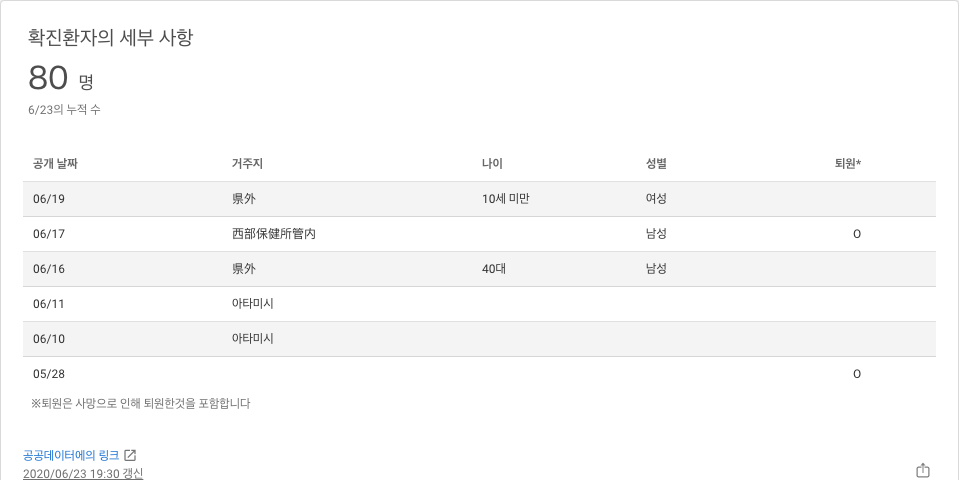 확진환자의 세부 사항
80 명
6/23의 누적 수
공개 날짜 거주지 나이 성별 퇴원*
06/19 県外 10세 미만 여성
06/17 西部保健所管内 남성 O
06/16 県外 40대 남성
06/11 아타미시
06/10 아타미시
05/28 O
※퇴원은 사망으로 인해 퇴원한것을 포함합니다
공공데이터에의 링크
2020/06/23 19:30 갱신